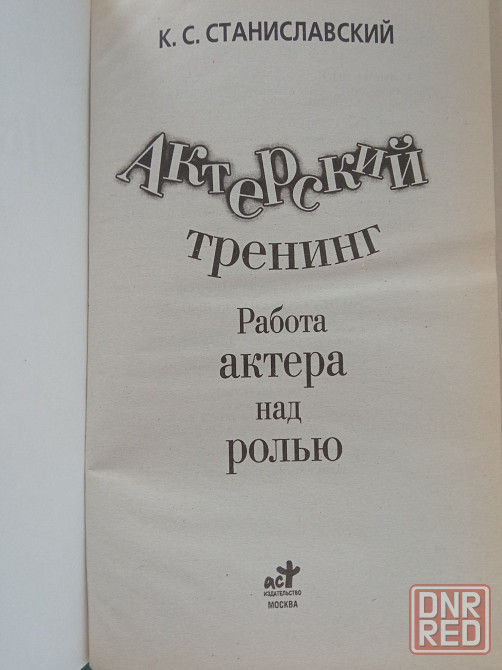 К. С. СТАНИСЛАВСКИЙ
Актерский
тренинг
Работа
актера
над
ролью
аст
ИЗДАТЕЛЬСТВО
МОСКВА
DNR
RED